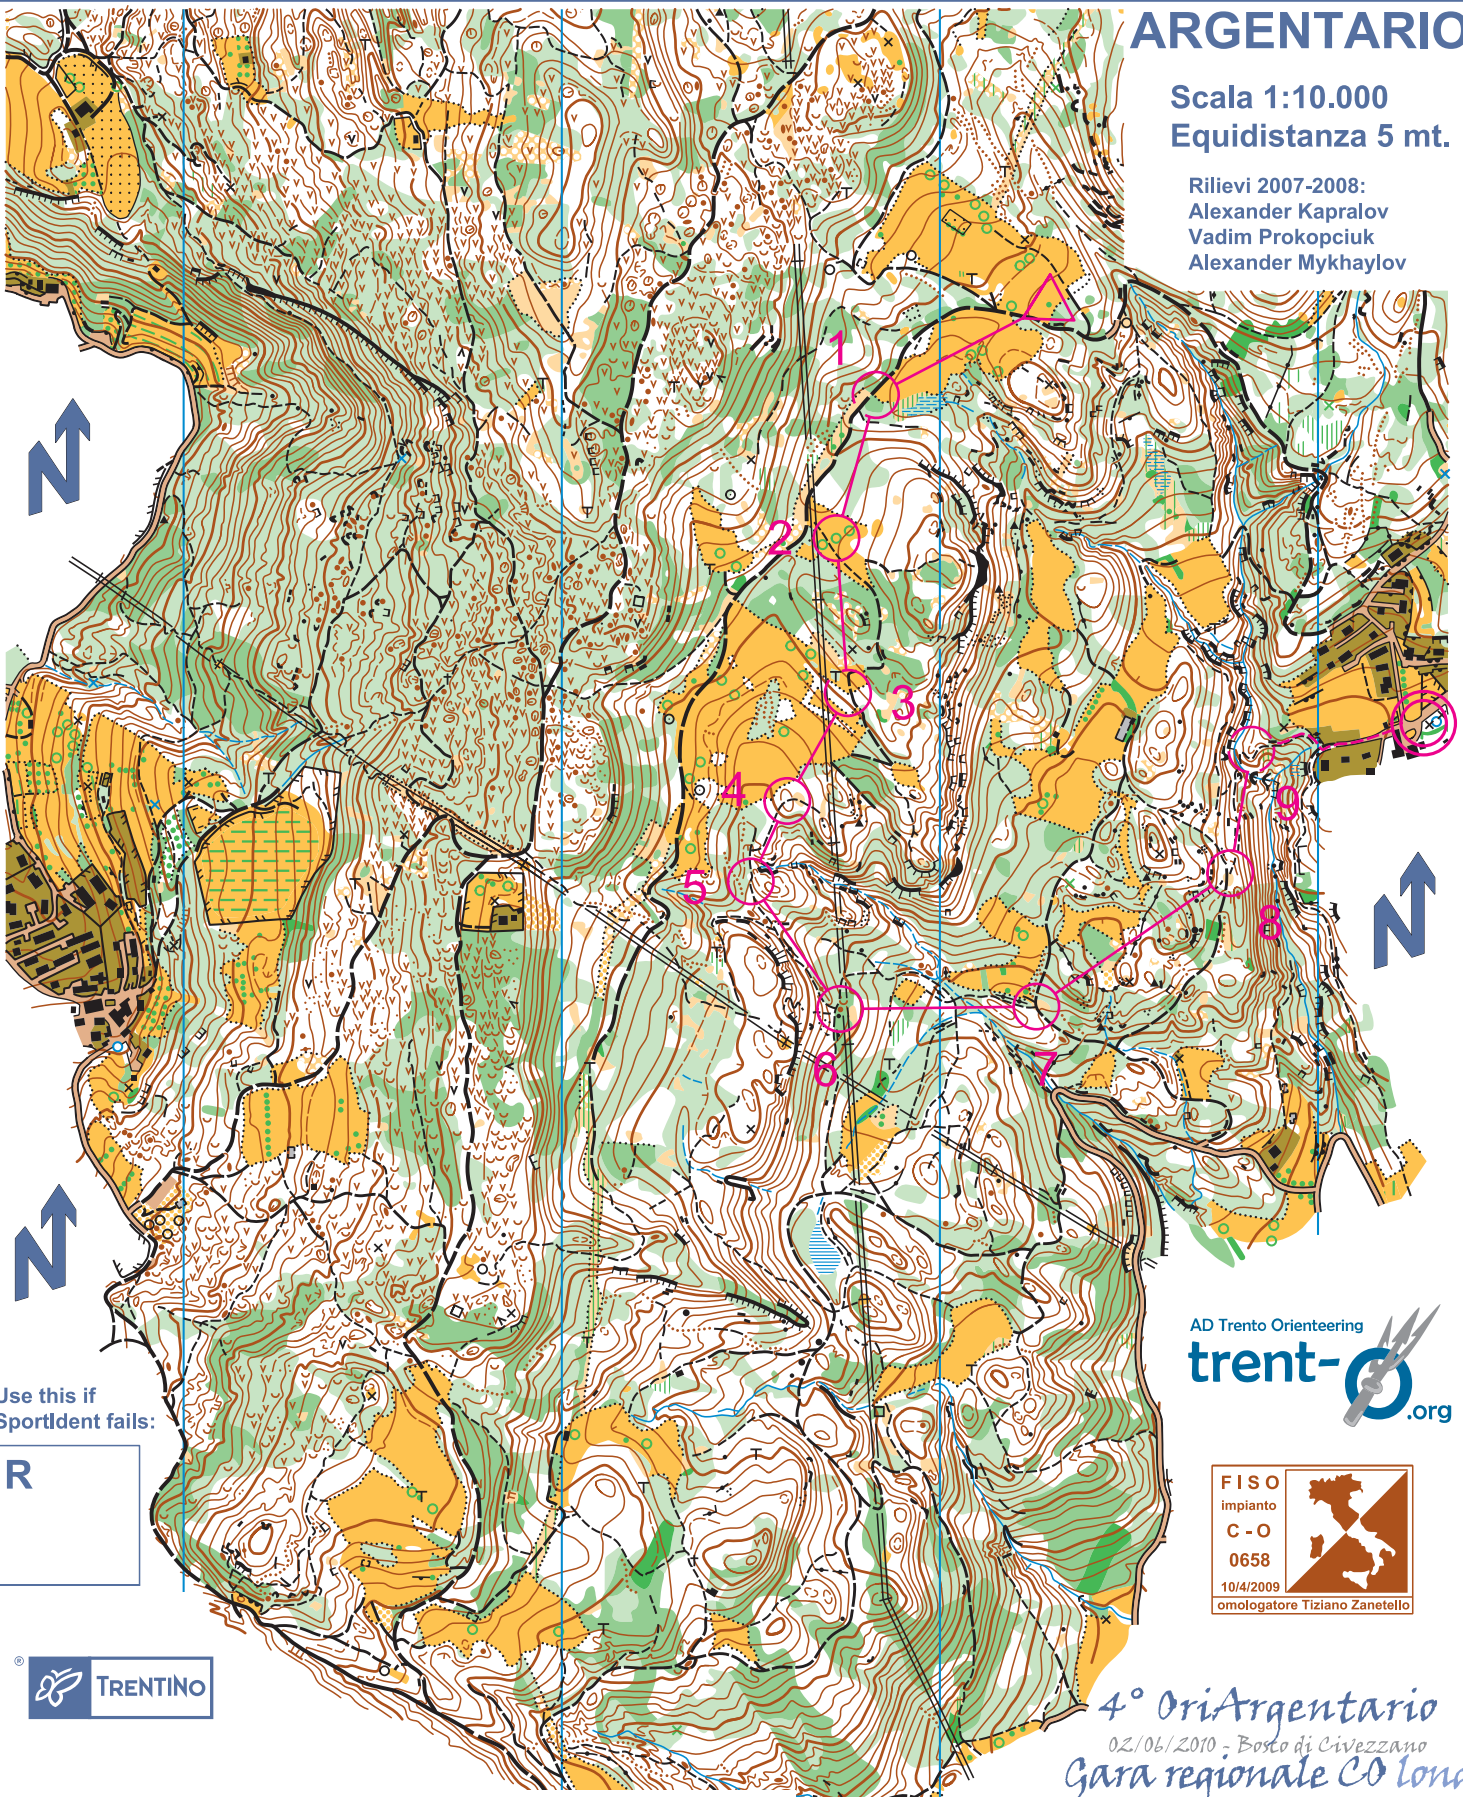 ARGENTARIO
Scala 1:10.000
Equidistanza 5 mt.
Rilievi 2007-2008:
Alexander Kapralov
Vadim Prokopciuk
Alexander Mykhaylov
N
1
2
3
4
5
6
7
8
9
N
N
Use this if
SportIdent fails:
R
AD Trento Orienteering
trent-O
.org
FISO
impianto
C-O
0658
10/4/2009
omologatore Tiziano Zanetello
® TRENTINO
4° OriArgentario
02/06/2010 - Bosco di Civezzano
Gara regionale CO long